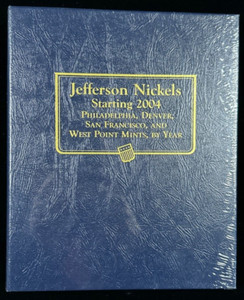 Jefferson Nickels
Starting 2004
Philadelphia, Denver,
San Francisco, and
West Point Mints, by Year